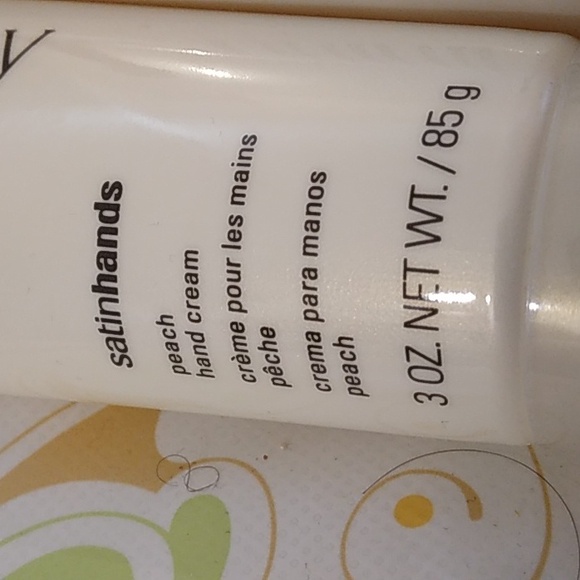 satinhands
peach
hand cream
crème pour les mains
pêche
crema para manos
peach
3 OZ. NET WT. / 85 g